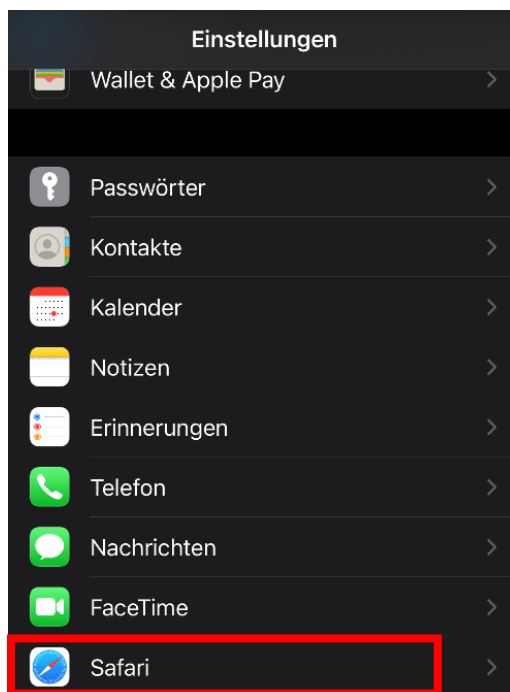 Einstellungen
Wallet & Apple Pay
Passwörter
Kontakte
Kalender
Notizen
Erinnerungen
Telefon
Nachrichten
FaceTime
Safari